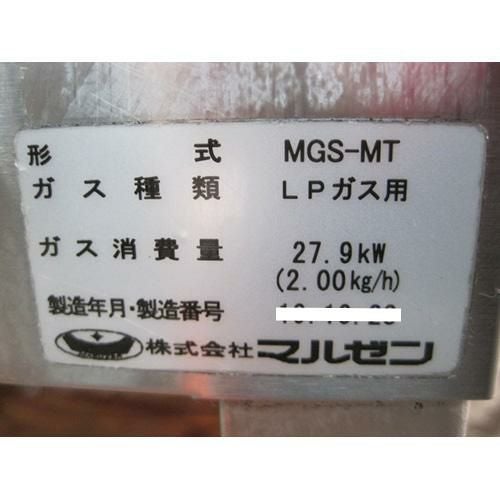 形 式 MGS-MT
ガス種類 LPガス用
ガス消費量 27.9kW
(2.00kg/h)
製造年月・製造番号
株式会社 マルゼン